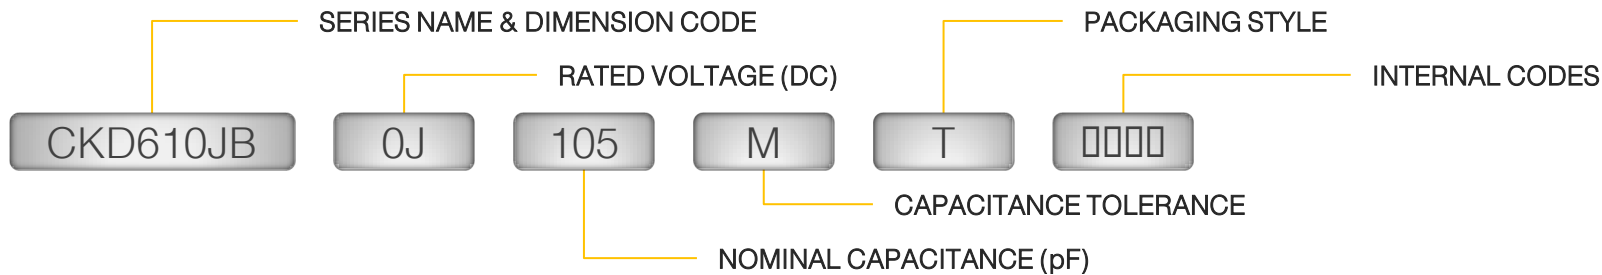 SERIES NAME & DIMENSION CODE PACKAGING STYLE
RATED VOLTAGE (DC) INTERNAL CODES
CKD610JB 0J 105 M T ▯▯▯▯
CAPACITANCE TOLERANCE
NOMINAL CAPACITANCE (pF)